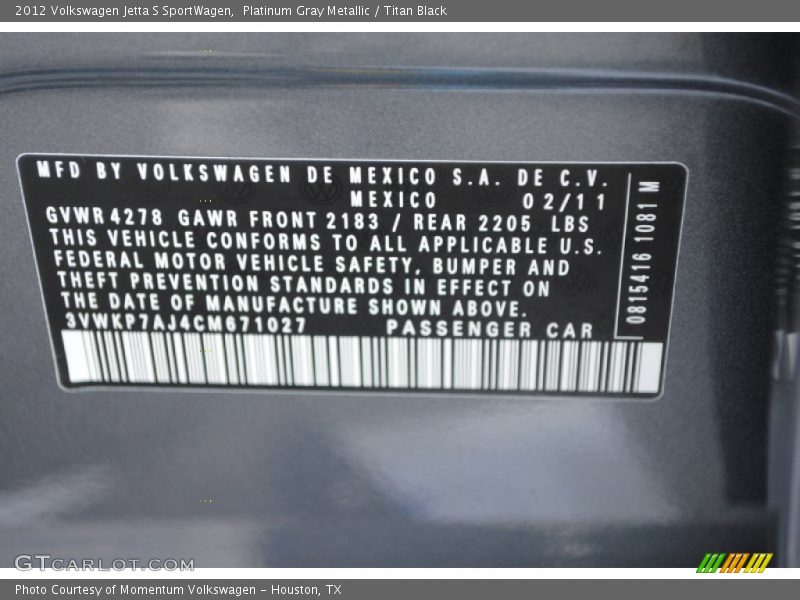 2012 Volkswagen Jetta S SportWagen,  Platinum Gray Metallic / Titan Black
MFD BY VOLKSWAGEN DE MEXICO S.A. DE C.V.
MEXICO 02/11
GVWR 4278 GAWR FRONT 2183 / REAR 2205 LBS
THIS VEHICLE CONFORMS TO ALL APPLICABLE U.S.
FEDERAL MOTOR VEHICLE SAFETY, BUMPER AND
THEFT PREVENTION STANDARDS IN EFFECT ON
THE DATE OF MANUFACTURE SHOWN ABOVE.
3VWKP7AJ4CM671027 PASSENGER CAR
0815416 1081 M
GTCARLOT.COM
Photo Courtesy of Momentum Volkswagen - Houston, TX